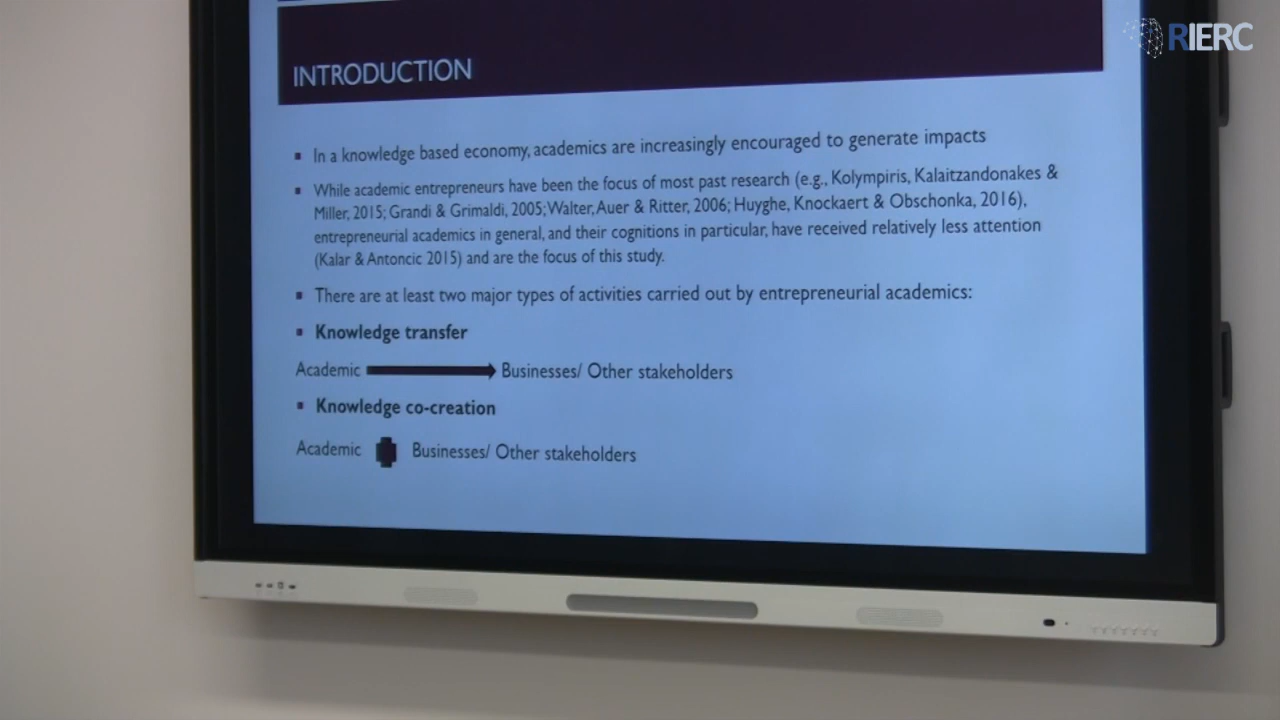 RIERC
INTRODUCTION
In a knowledge based economy, academics are increasingly encouraged to generate impacts
While academic entrepreneurs have been the focus of most past research (e.g., Kolympiris, Kalaitzandonakes &
Miller, 2015; Grandi & Grimaldi, 2005; Walter, Auer & Ritter, 2006; Huyghe, Knockaert & Obschonka, 2016),
entrepreneurial academics in general, and their cognitions in particular, have received relatively less attention
(Kalar & Antoncic 2015) and are the focus of this study.
There are at least two major types of activities carried out by entrepreneurial academics:
Knowledge transfer
Academic Businesses/ Other stakeholders
Knowledge co-creation
Academic Businesses/ Other stakeholders